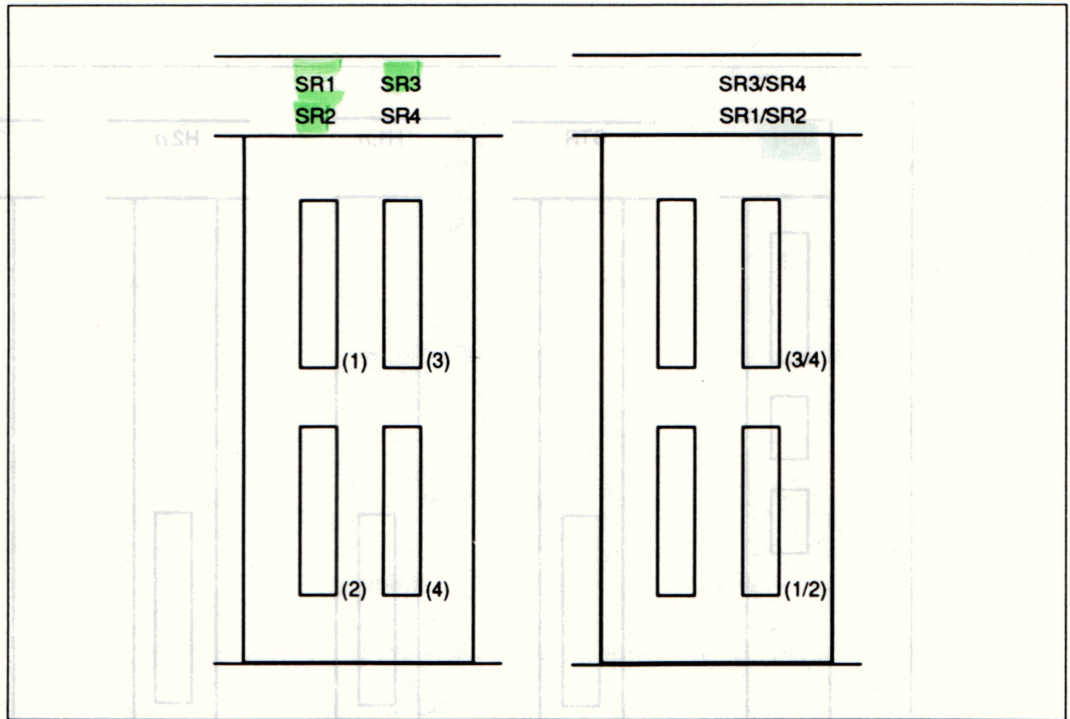 SR1 SR3 SR3/SR4
SR2 SR4 SR1/SR2
(1) (3) (3/4)
(2) (4) (1/2)